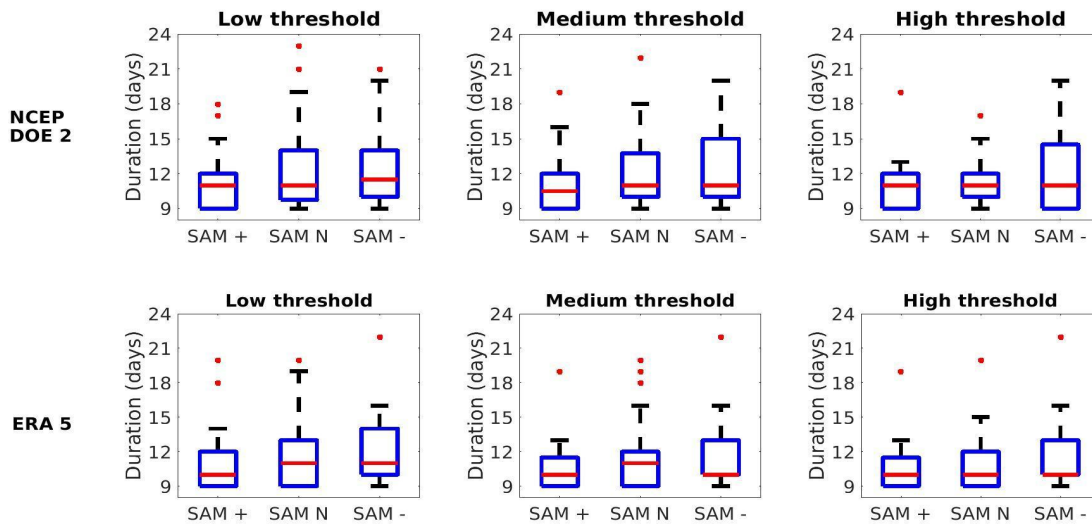 Low threshold
Medium threshold
High threshold
NCEP
DOE 2
Duration (days)
24
21
18
15
12
9
SAM +
SAM N
SAM -
Duration (days)
24
21
18
15
12
9
SAM +
SAM N
SAM -
Duration (days)
24
21
18
15
12
9
SAM +
SAM N
SAM -
Low threshold
Medium threshold
High threshold
ERA 5
Duration (days)
24
21
18
15
12
9
SAM +
SAM N
SAM -
Duration (days)
24
21
18
15
12
9
SAM +
SAM N
SAM -
Duration (days)
24
21
18
15
12
9
SAM +
SAM N
SAM -